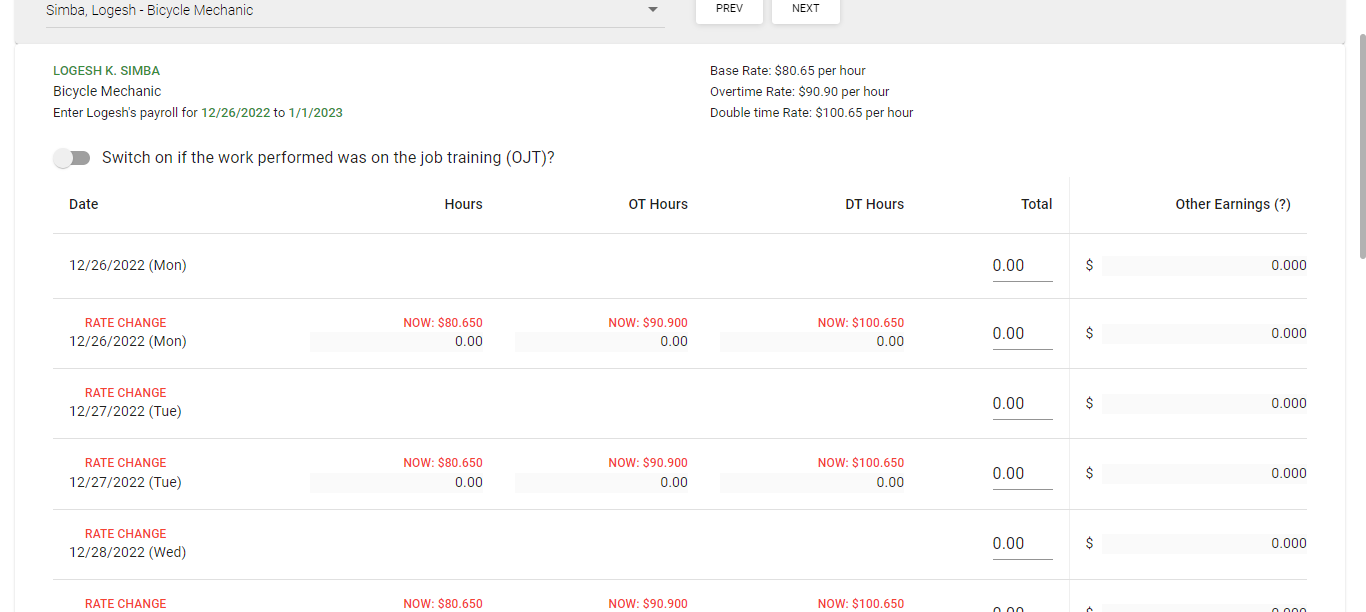 Simba, Logesh - Bicycle Mechanic
PREV NEXT
LOGESH K. SIMBA
Bicycle Mechanic
Enter Logesh's payroll for 12/26/2022 to 1/1/2023
Base Rate: $80.65 per hour
Overtime Rate: $90.90 per hour
Double time Rate: $100.65 per hour
Switch on if the work performed was on the job training (OJT)?
Date Hours OT Hours DT Hours Total Other Earnings (?)
12/26/2022 (Mon) 0.00 $ 0.000
RATE CHANGE NOW: $80.650 NOW: $90.900 NOW: $100.650
12/26/2022 (Mon) 0.00 0.00 0.00 0.00 $ 0.000
RATE CHANGE
12/27/2022 (Tue) 0.00 $ 0.000
RATE CHANGE NOW: $80.650 NOW: $90.900 NOW: $100.650
12/27/2022 (Tue) 0.00 0.00 0.00 0.00 $ 0.000
RATE CHANGE
12/28/2022 (Wed) 0.00 $ 0.000
RATE CHANGE NOW: $80.650 NOW: $90.900 NOW: $100.650